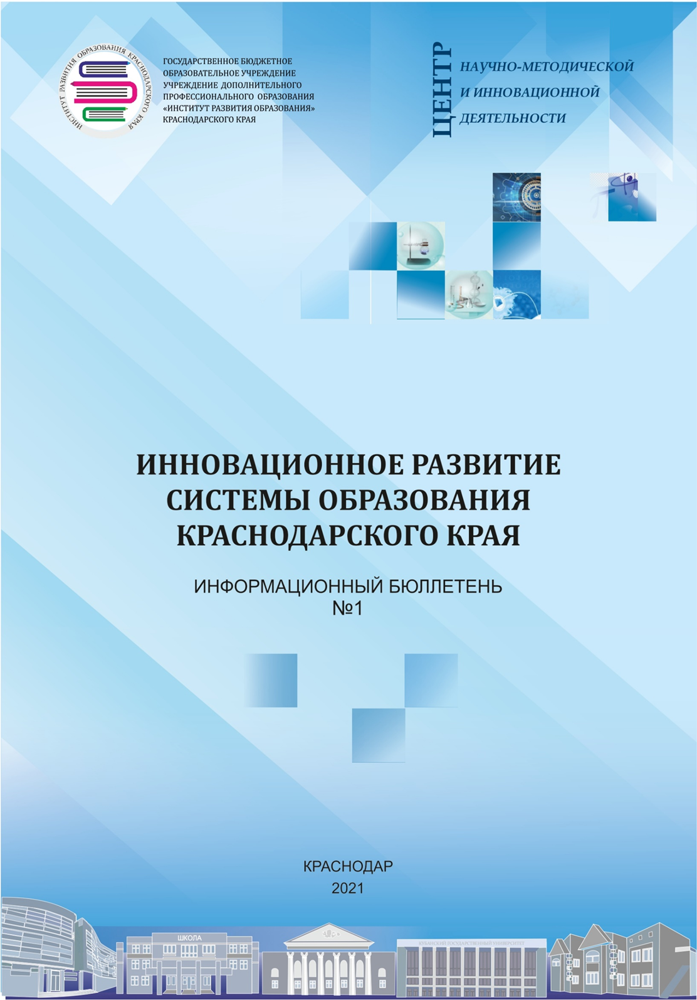 ИНСТИТУТ РАЗВИТИЯ ОБРАЗОВАНИЯ КРАСНОДАРСКОГО КРАЯ
ГОСУДАРСТВЕННОЕ БЮДЖЕТНОЕ
ОБРАЗОВАТЕЛЬНОЕ УЧРЕЖДЕНИЕ
УЧРЕЖДЕНИЕ ДОПОЛНИТЕЛЬНОГО
ПРОФЕССИОНАЛЬНОГО ОБРАЗОВАНИЯ
«ИНСТИТУТ РАЗВИТИЯ ОБРАЗОВАНИЯ»
КРАСНОДАРСКОГО КРАЯ
ЦЕНТР
НАУЧНО-МЕТОДИЧЕСКОЙ
И ИННОВАЦИОННОЙ
ДЕЯТЕЛЬНОСТИ
ИННОВАЦИОННОЕ РАЗВИТИЕ
СИСТЕМЫ ОБРАЗОВАНИЯ
КРАСНОДАРСКОГО КРАЯ
ИНФОРМАЦИОННЫЙ БЮЛЛЕТЕНЬ
№1
КРАСНОДАР
2021
ШКОЛА
КУБАНСКИЙ ГОСУДАРСТВЕННЫЙ УНИВЕРСИТЕТ